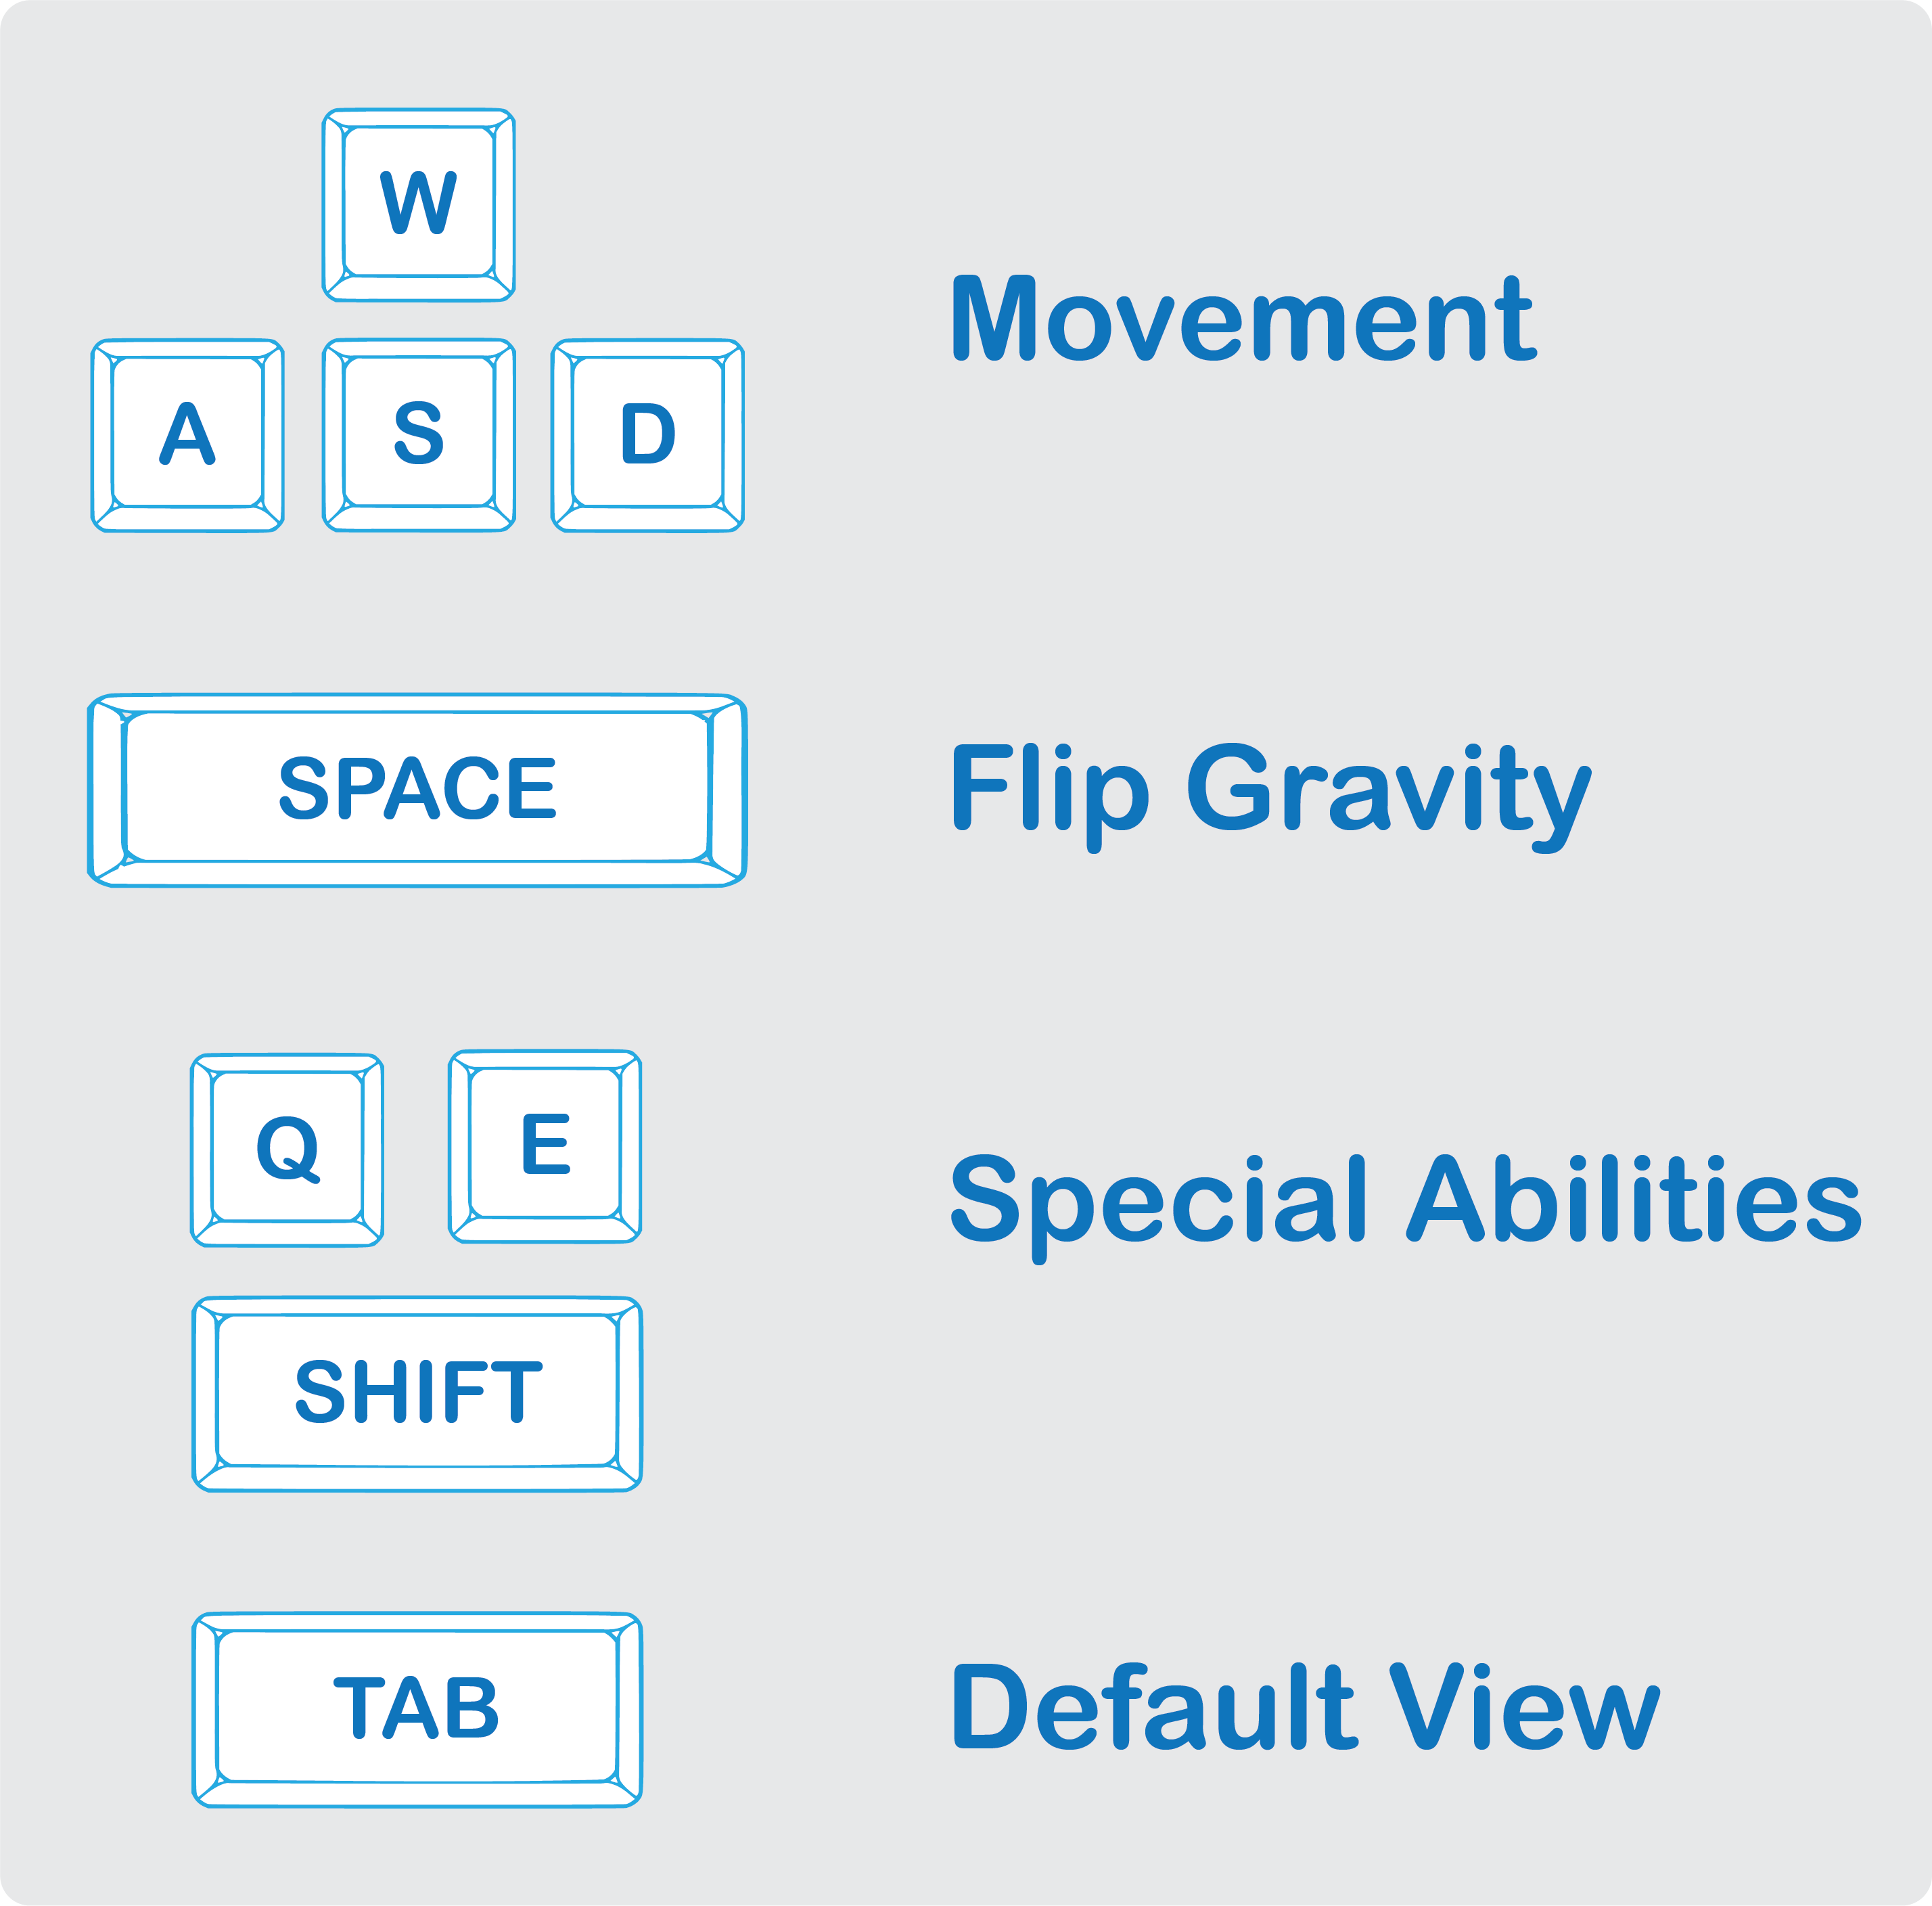 W
A S D
Movement
SPACE
Flip Gravity
Q E
Special Abilities
SHIFT
TAB
Default View